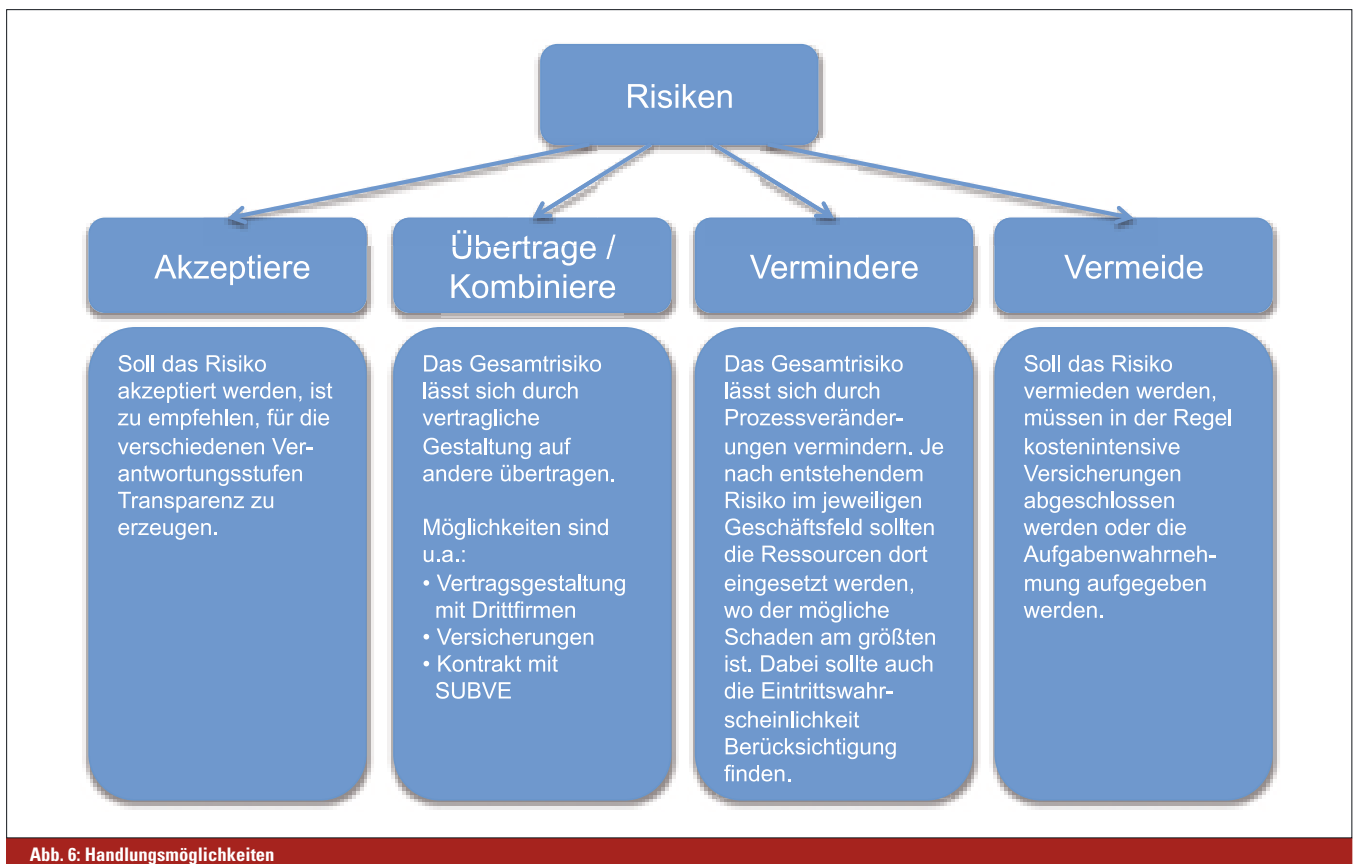 Risiken
Akzeptiere
Übertrage /
Kombiniere
Vermindere
Vermeide
Soll das Risiko
akzeptiert werden, ist
zu empfehlen, für die
verschiedenen Ver-
antwortungsstufen
Transparenz zu
erzeugen.
Das Gesamtrisiko
lässt sich durch
vertragliche
Gestaltung auf
andere übertragen.
Möglichkeiten sind
u.a.:
• Vertragsgestaltung
mit Drittfirmen
• Versicherungen
• Kontrakt mit
SUBVE
Das Gesamtrisiko
lässt sich durch
Prozessveränder-
ungen vermindern. Je
nach entstehendem
Risiko im jeweiligen
Geschäftsfeld sollten
die Ressourcen dort
eingesetzt werden,
wo der mögliche
Schaden am größten
ist. Dabei sollte auch
die Eintrittswahr-
scheinlichkeit
Berücksichtigung
finden.
Soll das Risiko
vermieden werden,
müssen in der Regel
kostenintensive
Versicherungen
abgeschlossen
werden oder die
Aufgabenwahrneh-
mung aufgegeben
werden.
Abb. 6: Handlungsmöglichkeiten